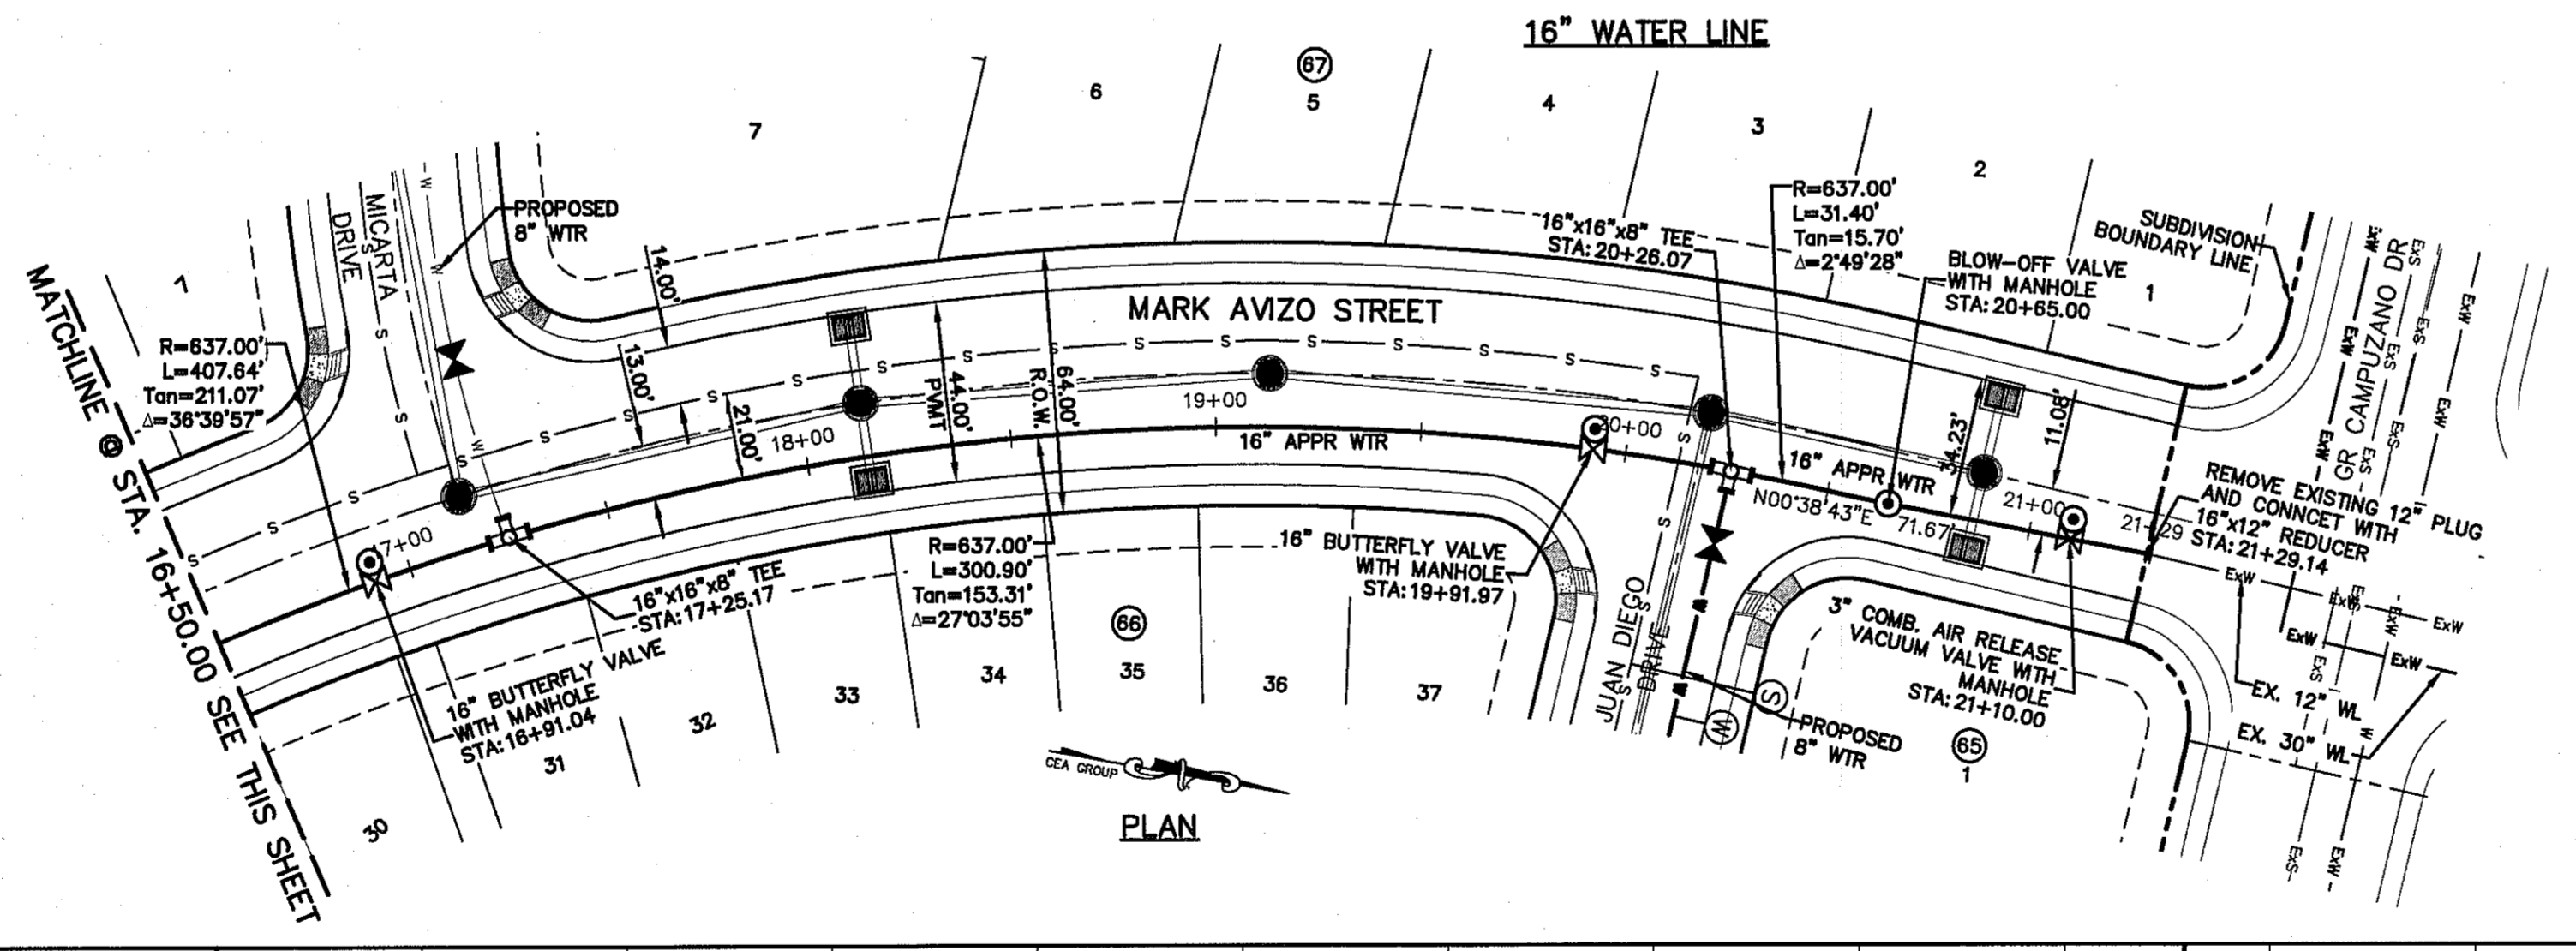 16" WATER LINE
67
7
6
5
4
3
2
1
MATCHLINE @ STA. 16+50.00 SEE THIS SHEET
1
MICARTA
DRIVE
PROPOSED
8" WTR
R=637.00'
L=407.64'
Tan=211.07'
Δ=36°39'57"
14.00'
13.00'
21.00'
44.00'
PVMT
64.00'
R.O.W.
MARK AVIZO STREET
16"x16"x8" TEE
STA: 20+26.07
R=637.00'
L=31.40'
Tan=15.70'
Δ=2°49'28"
BLOW-OFF VALVE
WITH MANHOLE
STA: 20+65.00
SUBDIVISION
BOUNDARY LINE
GR CAMPUZANO DR
17+00
18+00
19+00
20+00
21+00
21+29
16" APPR WTR
16" APPR WTR
N00°38'43"E
71.67'
34.23'
11.08'
REMOVE EXISTING 12" PLUG
AND CONNCET WITH
16"x12" REDUCER
STA: 21+29.14
16"x16"x8" TEE
STA: 17+25.17
16" BUTTERFLY VALVE
WITH MANHOLE
STA: 16+91.04
R=637.00'
L=300.90'
Tan=153.31'
Δ=27°03'55"
16" BUTTERFLY VALVE
WITH MANHOLE
STA: 19+91.97
JUAN DIEGO
DRIVE
3" COMB. AIR RELEASE
VACUUM VALVE WITH
MANHOLE
STA: 21+10.00
PROPOSED
8" WTR
EX. 12" WL
EX. 30" WL
S
W
ExW
ExS
30
31
32
33
34
35
36
37
66
65
1
CEA GROUP
PLAN